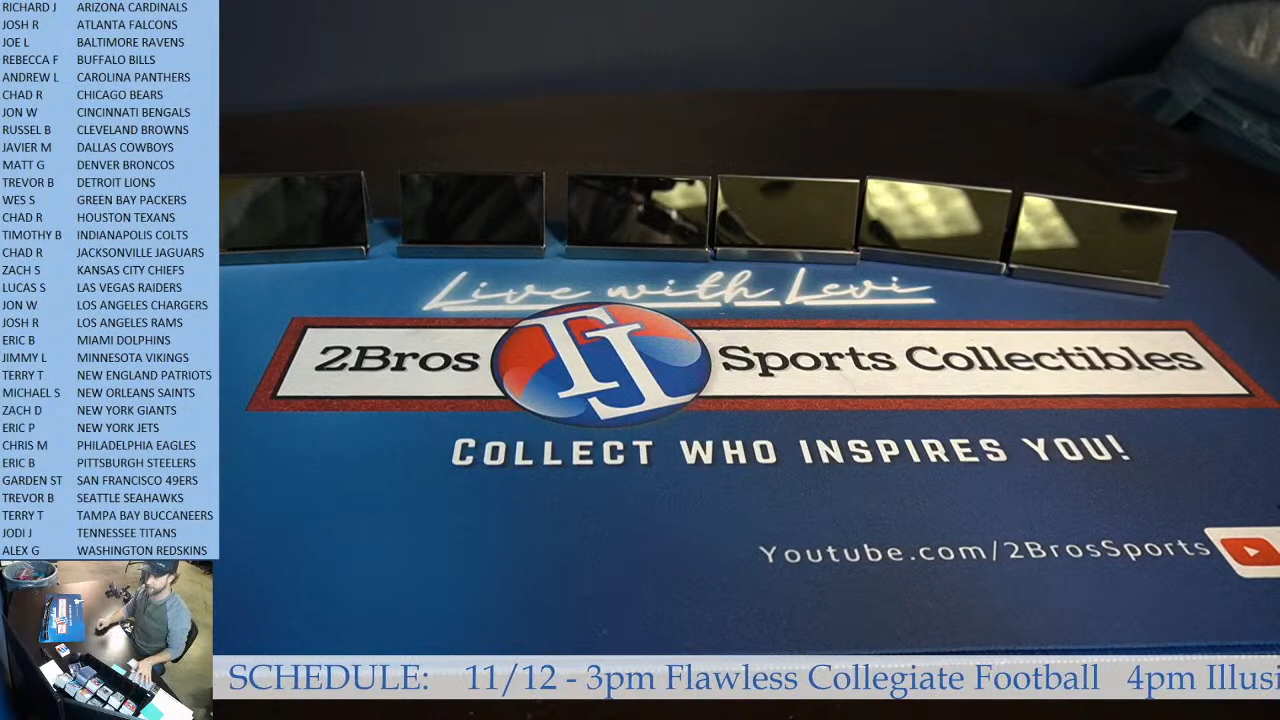 RICHARD J ARIZONA CARDINALS
JOSH R ATLANTA FALCONS
JOE L BALTIMORE RAVENS
REBECCA F BUFFALO BILLS
ANDREW L CAROLINA PANTHERS
CHAD R CHICAGO BEARS
JON W CINCINNATI BENGALS
RUSSEL B CLEVELAND BROWNS
JAVIER M DALLAS COWBOYS
MATT G DENVER BRONCOS
TREVOR B DETROIT LIONS
WES S GREEN BAY PACKERS
CHAD R HOUSTON TEXANS
TIMOTHY B INDIANAPOLIS COLTS
CHAD R JACKSONVILLE JAGUARS
ZACH S KANSAS CITY CHIEFS
LUCAS S LAS VEGAS RAIDERS
JON W LOS ANGELES CHARGERS
JOSH R LOS ANGELES RAMS
ERIC B MIAMI DOLPHINS
JIMMY L MINNESOTA VIKINGS
TERRY T NEW ENGLAND PATRIOTS
MICHAEL S NEW ORLEANS SAINTS
ZACH D NEW YORK GIANTS
ERIC P NEW YORK JETS
CHRIS M PHILADELPHIA EAGLES
ERIC B PITTSBURGH STEELERS
GARDEN ST SAN FRANCISCO 49ERS
TREVOR B SEATTLE SEAHAWKS
TERRY T TAMPA BAY BUCCANEERS
JODI J TENNESSEE TITANS
ALEX G WASHINGTON REDSKINS
Live with Levi
2Bros Sports Collectibles
COLLECT WHO INSPIRES YOU!
Youtube.com/2BrosSports
SCHEDULE: 11/12 - 3pm Flawless Collegiate Football 4pm Illusi